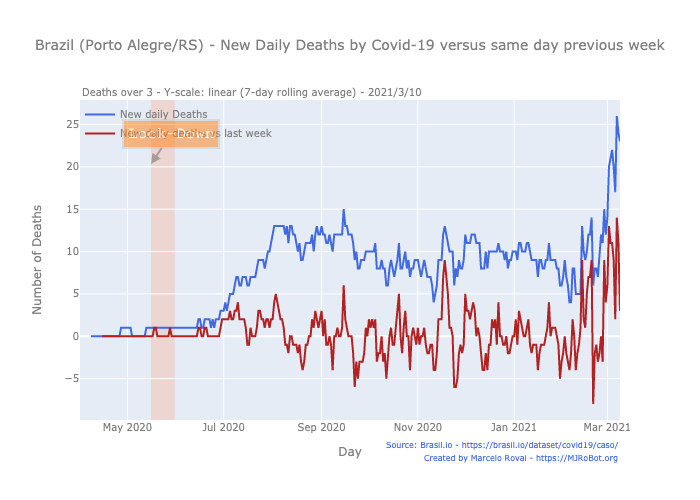 Brazil (Porto Alegre/RS) - New Daily Deaths by Covid-19 versus same day previous week
Deaths over 3 - Y-scale: linear (7-day rolling average) - 2021/3/10
New daily Deaths
New daily deaths vs last week
25
20
15
10
5
0
−5
Number of Deaths
May 2020
Jul 2020
Sep 2020
Nov 2020
Jan 2021
Mar 2021
Day
Source: Brasil.io - https://brasil.io/dataset/covid19/caso/
Created by Marcelo Rovai - https://MJRoBot.org